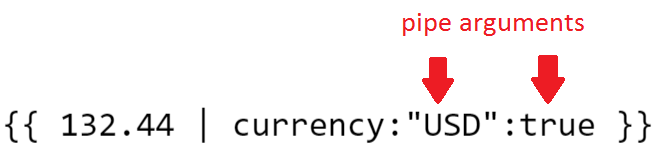 pipe arguments
{{ 132.44 | currency:"USD":true }}